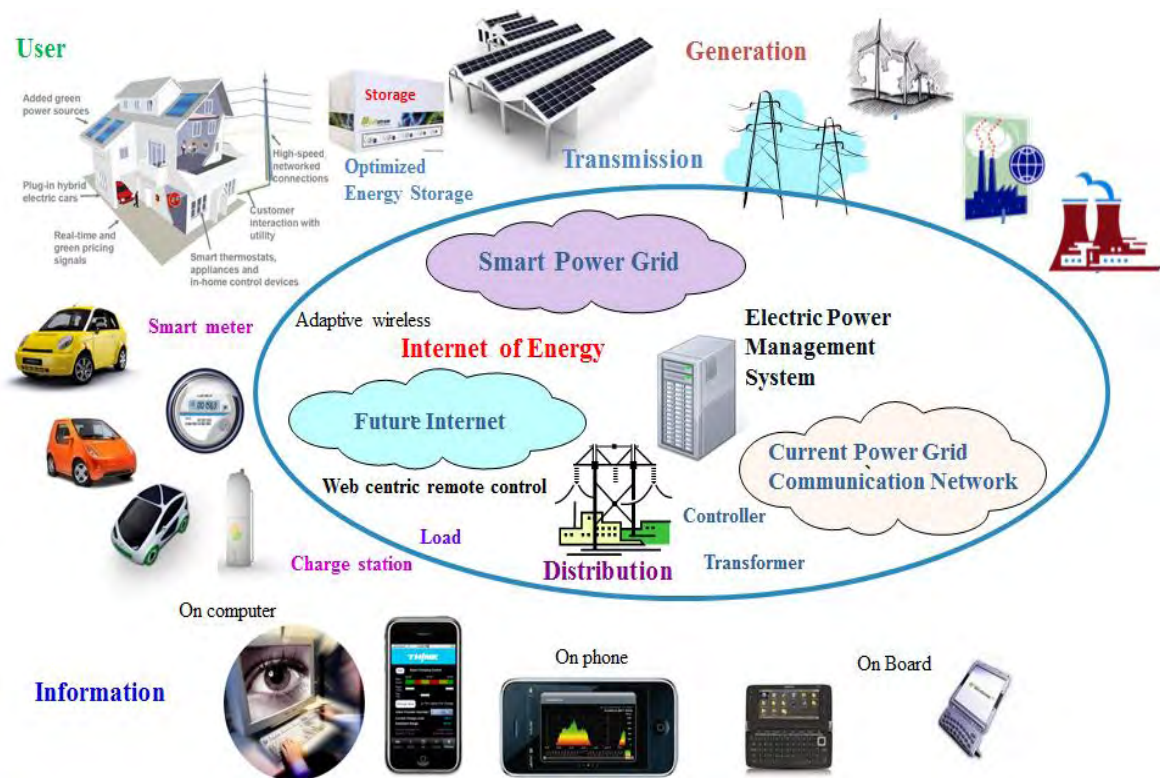 User
Generation
Added green
power sources
Storage
High-speed
networked
connections
Optimized
Energy Storage
Transmission
Plug-in hybrid
electric cars
Customer
interaction with
utility
Real-time and
green pricing
signals
Smart thermostats,
appliances and
in-home control devices
Smart Power Grid
Smart meter
Adaptive wireless
Internet of Energy
Electric Power
Management
System
Future Internet
Current Power Grid
Communication Network
Web centric remote control
Controller
Load
Charge station
Distribution
Transformer
On computer
On phone
On Board
Information
TH!NK